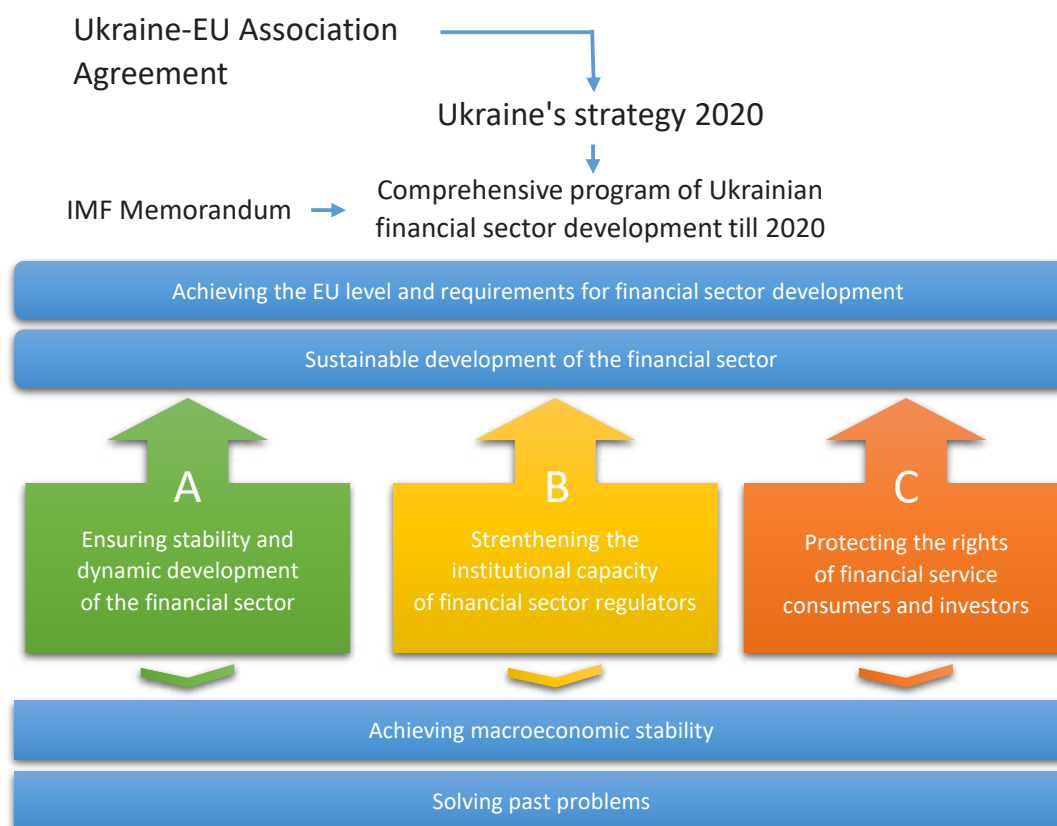 Ukraine-EU Association
Agreement
Ukraine's strategy 2020
IMF Memorandum
Comprehensive program of Ukrainian
financial sector development till 2020
Achieving the EU level and requirements for financial sector development
Sustainable development of the financial sector
A
Ensuring stability and
dynamic development
of the financial sector
B
Strenthening the
institutional capacity
of financial sector regulators
C
Protecting the rights
of financial service
consumers and investors
Achieving macroeconomic stability
Solving past problems